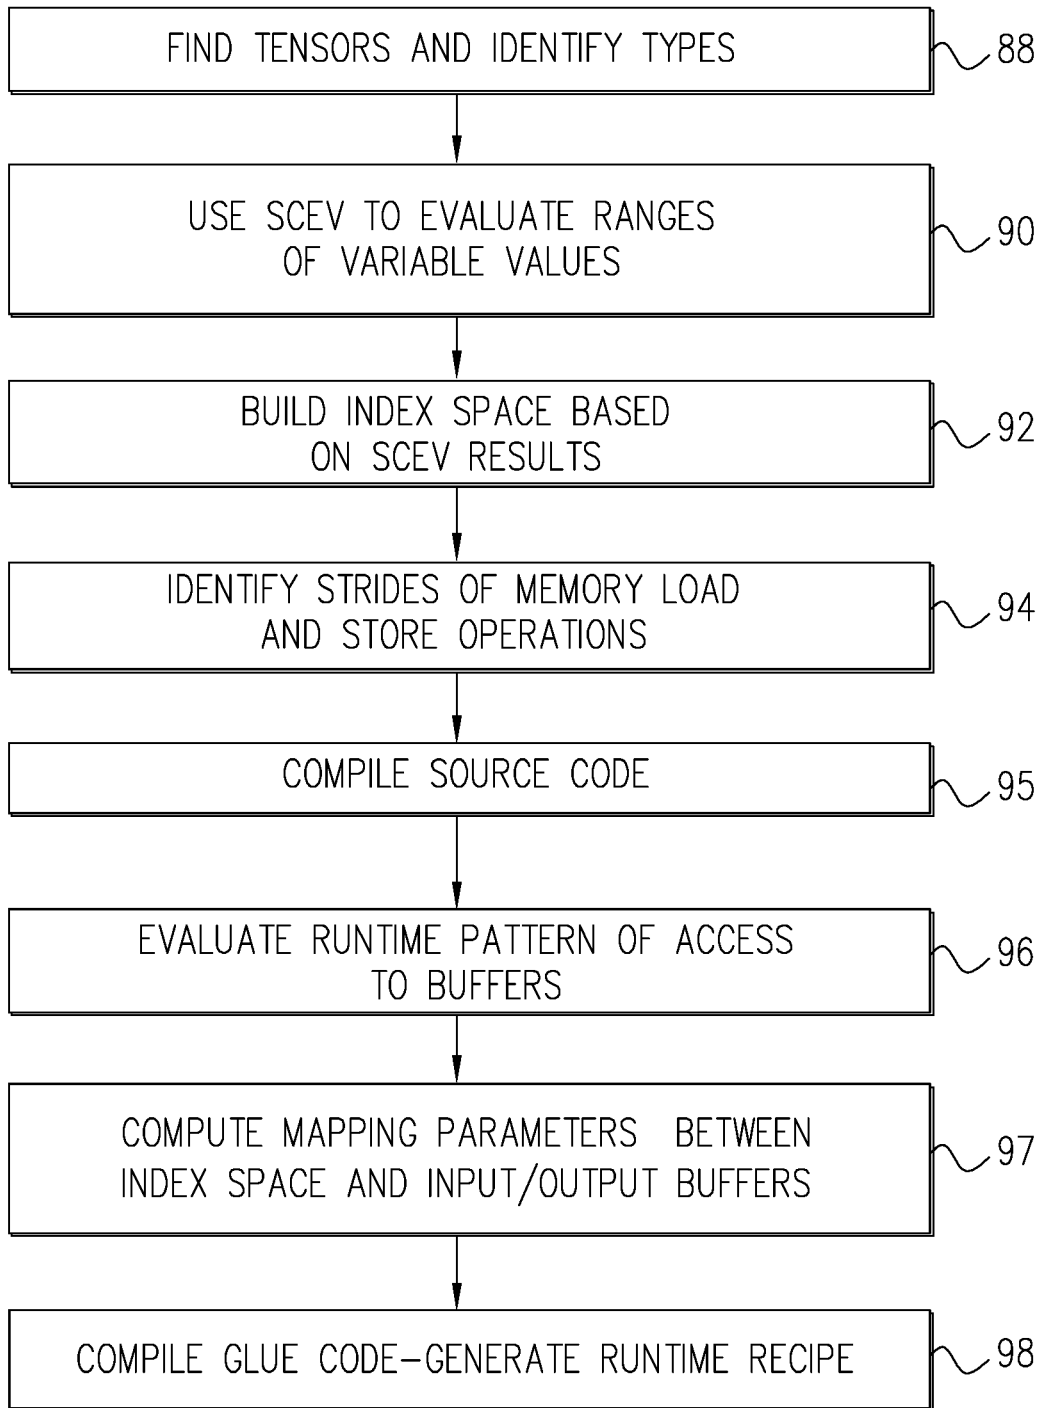 FIND TENSORS AND IDENTIFY TYPES
88
USE SCEV TO EVALUATE RANGES
OF VARIABLE VALUES
90
BUILD INDEX SPACE BASED
ON SCEV RESULTS
92
IDENTIFY STRIDES OF MEMORY LOAD
AND STORE OPERATIONS
94
COMPILE SOURCE CODE
95
EVALUATE RUNTIME PATTERN OF ACCESS
TO BUFFERS
96
COMPUTE MAPPING PARAMETERS BETWEEN
INDEX SPACE AND INPUT/OUTPUT BUFFERS
97
COMPILE GLUE CODE-GENERATE RUNTIME RECIPE
98